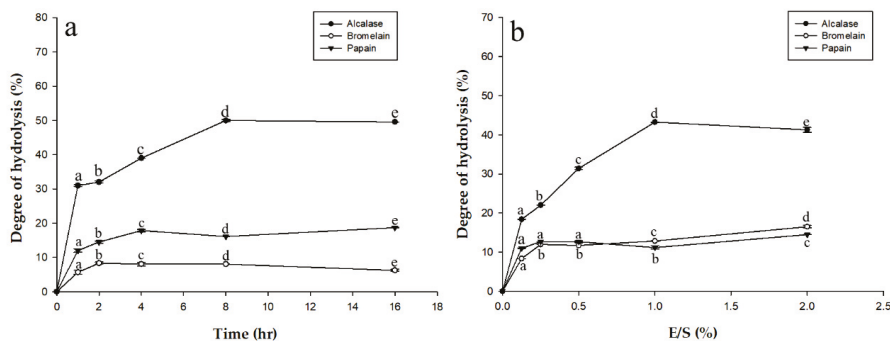 a
Alcalase
Bromelain
Papain
Degree of hydrolysis (%)
80
70
60
50
40
30
20
10
0
a b c d e
a b c d e
a b c d e
0 2 4 6 8 10 12 14 16 18
Time (hr)
b
Alcalase
Bromelain
Papain
Degree of hydrolysis (%)
70
60
50
40
30
20
10
0
a b c d e
a a a b c
a b b c d
0.0 0.5 1.0 1.5 2.0 2.5
E/S (%)